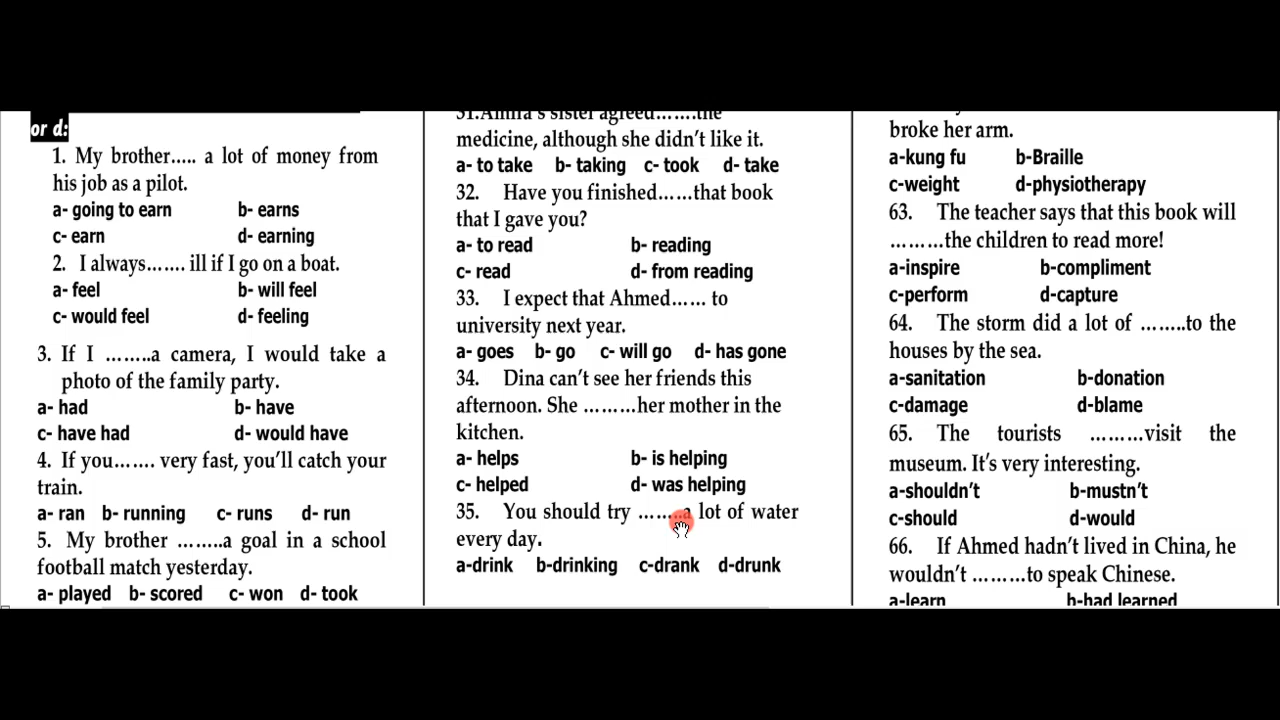 or d:
1. My brother..... a lot of money from
his job as a pilot.
a- going to earn b- earns
c- earn d- earning
2. I always……. ill if I go on a boat.
a- feel b- will feel
c- would feel d- feeling
3. If I ……..a camera, I would take a
photo of the family party.
a- had b- have
c- have had d- would have
4. If you……. very fast, you’ll catch your
train.
a- ran b- running c- runs d- run
5. My brother ……..a goal in a school
football match yesterday.
a- played b- scored c- won d- took
31.Amira’s sister agreed…….the
medicine, although she didn’t like it.
a- to take b- taking c- took d- take
32. Have you finished……that book
that I gave you?
a- to read b- reading
c- read d- from reading
33. I expect that Ahmed…… to
university next year.
a- goes b- go c- will go d- has gone
34. Dina can’t see her friends this
afternoon. She ………her mother in the
kitchen.
a- helps b- is helping
c- helped d- was helping
35. You should try ……..a lot of water
every day.
a-drink b-drinking c-drank d-drunk
broke her arm.
a-kung fu b-Braille
c-weight d-physiotherapy
63. The teacher says that this book will
………the children to read more!
a-inspire b-compliment
c-perform d-capture
64. The storm did a lot of ……..to the
houses by the sea.
a-sanitation b-donation
c-damage d-blame
65. The tourists ………visit the
museum. It’s very interesting.
a-shouldn’t b-mustn’t
c-should d-would
66. If Ahmed hadn’t lived in China, he
wouldn’t ………to speak Chinese.
a-learn b-had learned